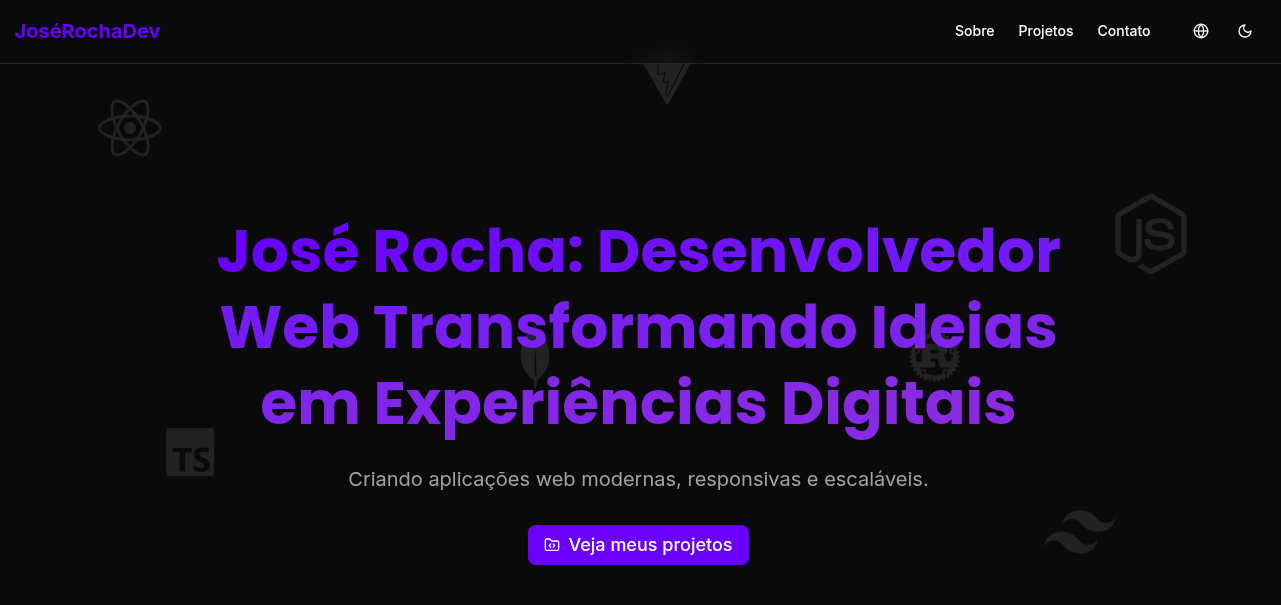 JoséRochaDev
Sobre Projetos Contato
JS
José Rocha: Desenvolvedor
Web Transformando Ideias
em Experiências Digitais
R
TS
Criando aplicações web modernas, responsivas e escaláveis.
Veja meus projetos